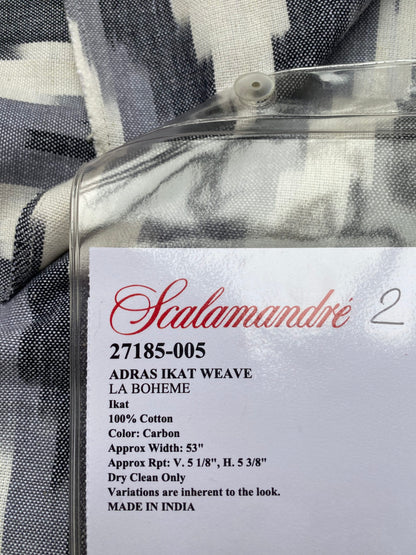 Scalamandré 2
27185-005
ADRAS IKAT WEAVE
LA BOHEME
Ikat
100% Cotton
Color: Carbon
Approx Width: 53"
Approx Rpt: V. 5 1/8", H. 5 3/8"
Dry Clean Only
Variations are inherent to the look.
MADE IN INDIA